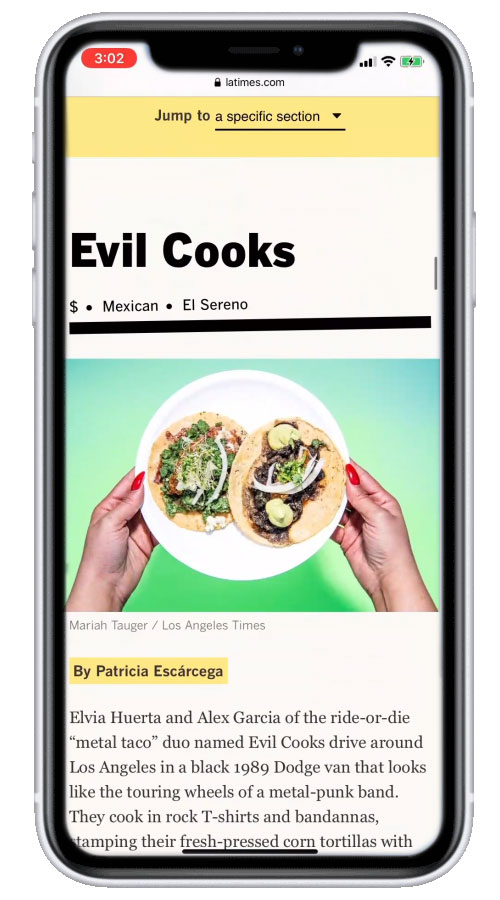 3:02
latimes.com
Jump to a specific section
Evil Cooks
$ • Mexican • El Sereno
Mariah Tauger / Los Angeles Times
By Patricia Escárcega
Elvia Huerta and Alex Garcia of the ride-or-die
“metal taco” duo named Evil Cooks drive around
Los Angeles in a black 1989 Dodge van that looks
like the touring wheels of a metal-punk band.
They cook in rock T-shirts and bandannas,
stamping their fresh-pressed corn tortillas with